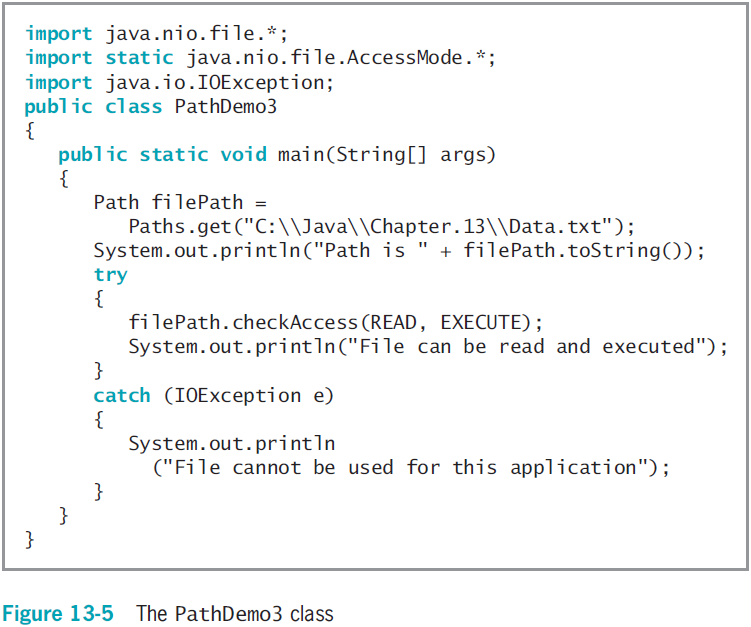 import java.nio.file.*;
import static java.nio.file.AccessMode.*;
import java.io.IOException;
public class PathDemo3
{
   public static void main(String[] args)
   {
      Path filePath =
         Paths.get("C:\\Java\\Chapter.13\\Data.txt");
      System.out.println("Path is " + filePath.toString());
      try
      {
         filePath.checkAccess(READ, EXECUTE);
         System.out.println("File can be read and executed");
      }
      catch (IOException e)
      {
         System.out.println
           ("File cannot be used for this application");
      }
   }
}
Figure 13-5 The PathDemo3 class